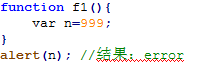 function f1(){
    var n=999;
}
alert(n); //结果：error